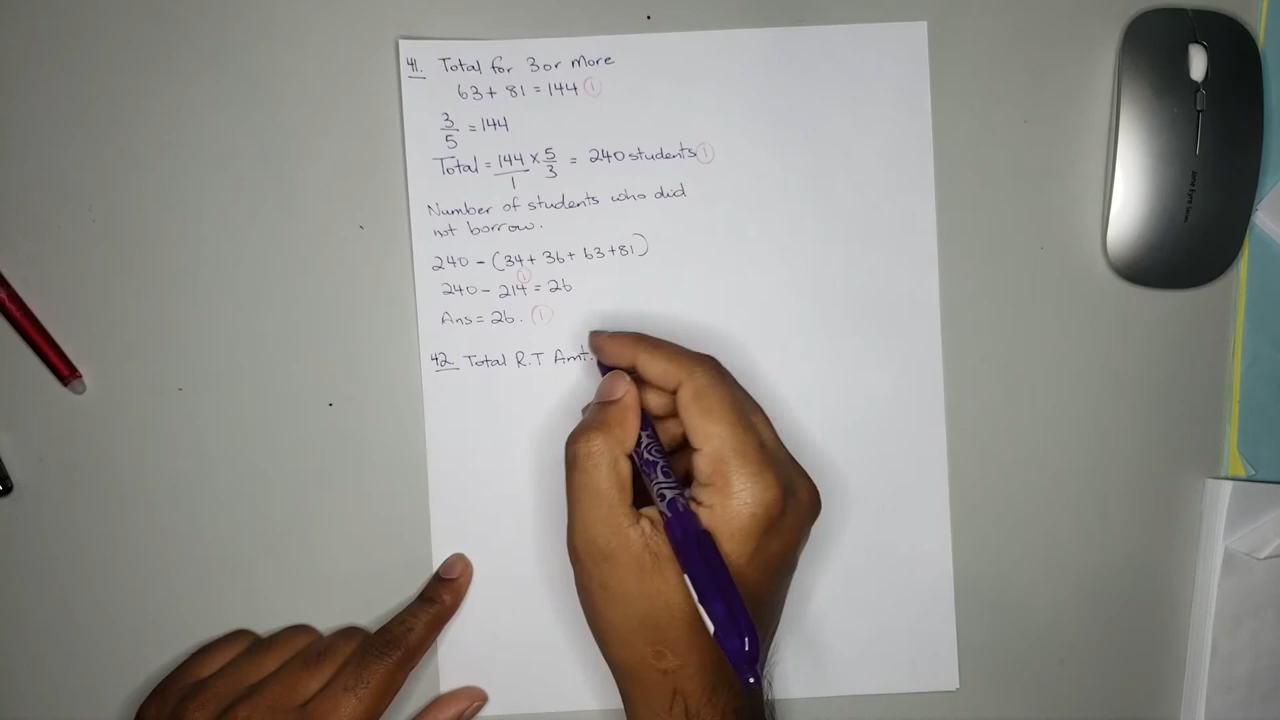 41. Total for 3 or More
63 + 81 = 144 ①
3/5 = 144
Total = 144/1 × 5/3 = 240 students ①
Number of students who did
not borrow.
240 - (34 + 36 + 63 + 81)
①
240 - 214 = 26
Ans = 26. ①
42. Total R.T Amt.